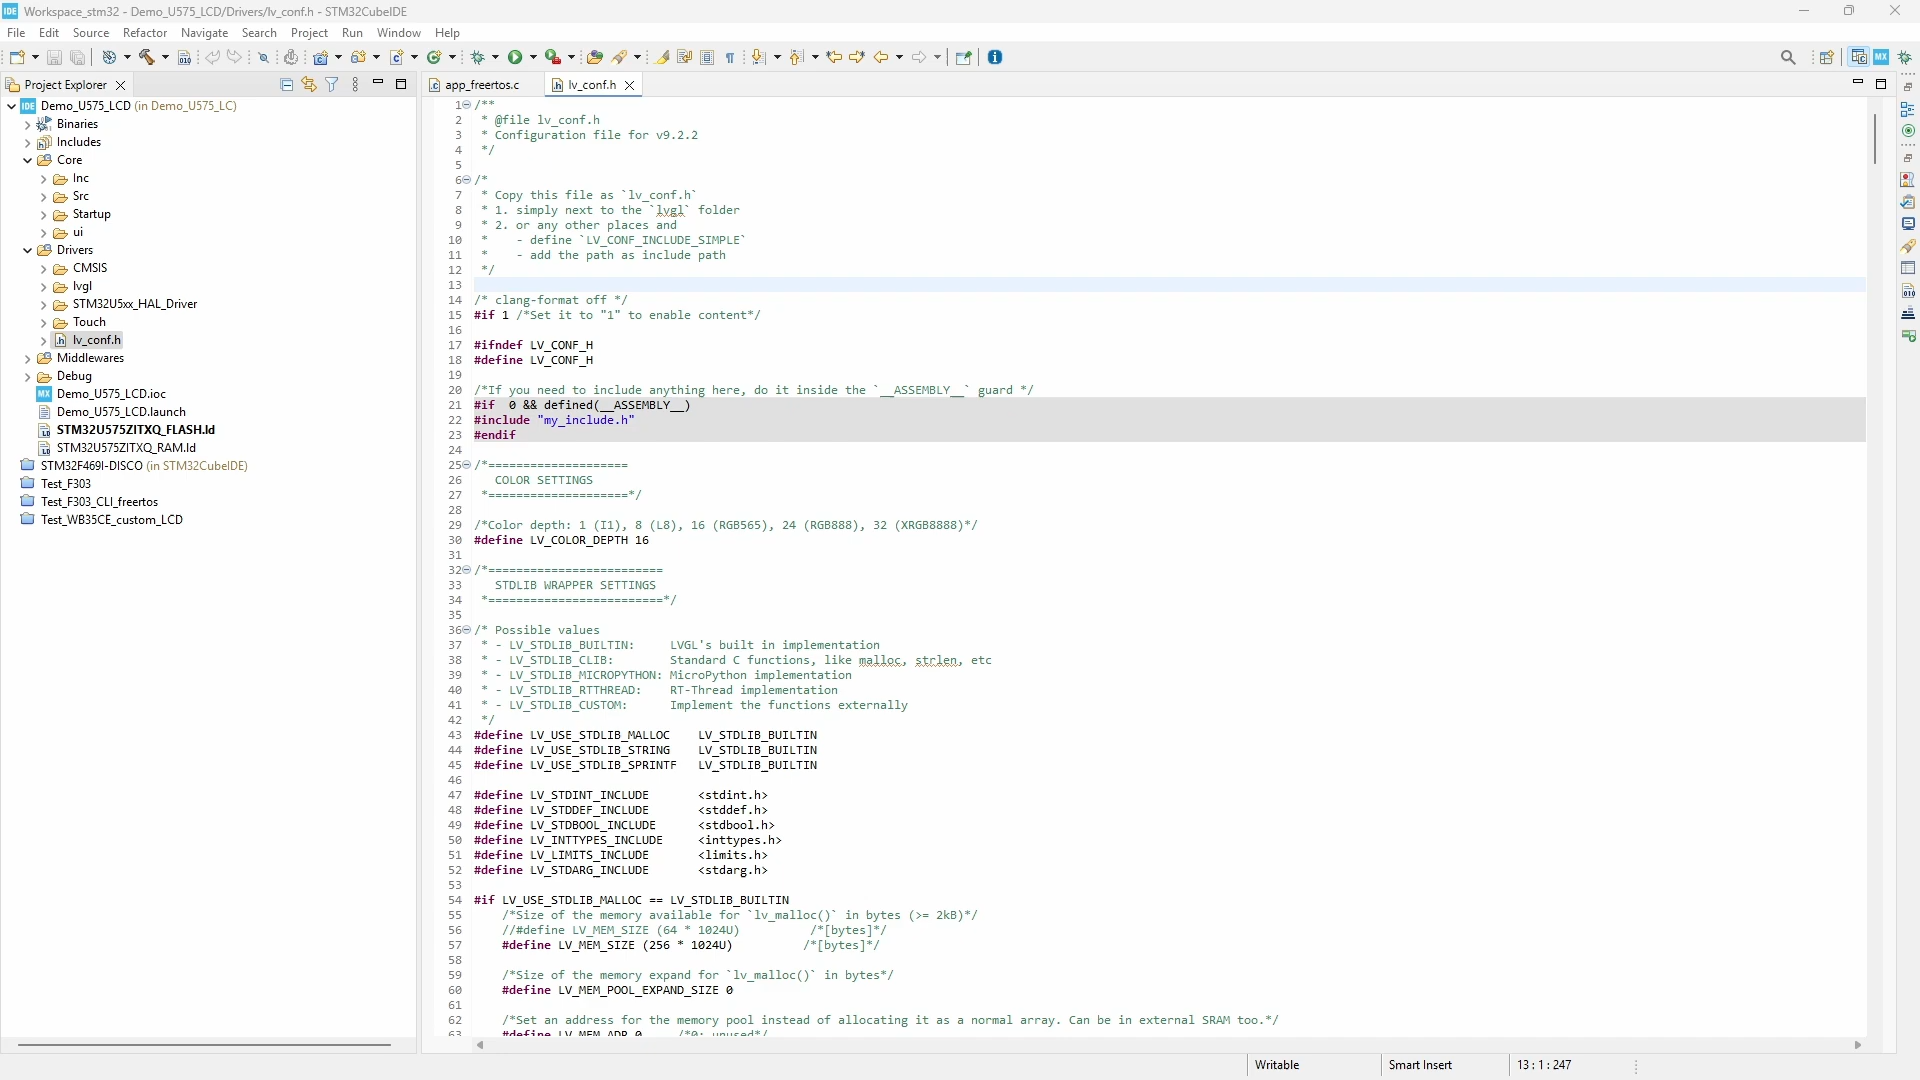 IDE Workspace_stm32 - Demo_U575_LCD/Drivers/lv_conf.h - STM32CubeIDE
File Edit Source Refactor Navigate Search Project Run Window Help
MX
Project Explorer
app_freertos.c
lv_conf.h
IDE Demo_U575_LCD (in Demo_U575_LC)
Binaries
Includes
Core
Inc
Src
Startup
ui
Drivers
CMSIS
lvgl
STM32U5xx_HAL_Driver
Touch
lv_conf.h
Middlewares
Debug
MX Demo_U575_LCD.ioc
Demo_U575_LCD.launch
STM32U575ZITXQ_FLASH.ld
STM32U575ZITXQ_RAM.ld
STM32F469I-DISCO (in STM32CubeIDE)
Test_F303
Test_F303_CLI_freertos
Test_WB35CE_custom_LCD
1 /**
2 * @file lv_conf.h
3 * Configuration file for v9.2.2
4 */
5
6 /*
7 * Copy this file as `lv_conf.h`
8 * 1. simply next to the `lvgl` folder
9 * 2. or any other places and
10 *    - define `LV_CONF_INCLUDE_SIMPLE`
11 *    - add the path as include path
12 */
13
14 /* clang-format off */
15 #if 1 /*Set it to "1" to enable content*/
16
17 #ifndef LV_CONF_H
18 #define LV_CONF_H
19
20 /*If you need to include anything here, do it inside the `__ASSEMBLY__` guard */
21 #if  0 && defined(__ASSEMBLY__)
22 #include "my_include.h"
23 #endif
24
25 /*====================
26    COLOR SETTINGS
27 *====================*/
28
29 /*Color depth: 1 (I1), 8 (L8), 16 (RGB565), 24 (RGB888), 32 (XRGB8888)*/
30 #define LV_COLOR_DEPTH 16
31
32 /*=========================
33    STDLIB WRAPPER SETTINGS
34 *=========================*/
35
36 /* Possible values
37 * - LV_STDLIB_BUILTIN:     LVGL's built in implementation
38 * - LV_STDLIB_CLIB:        Standard C functions, like malloc, strlen, etc
39 * - LV_STDLIB_MICROPYTHON: MicroPython implementation
40 * - LV_STDLIB_RTTHREAD:    RT-Thread implementation
41 * - LV_STDLIB_CUSTOM:      Implement the functions externally
42 */
43 #define LV_USE_STDLIB_MALLOC    LV_STDLIB_BUILTIN
44 #define LV_USE_STDLIB_STRING    LV_STDLIB_BUILTIN
45 #define LV_USE_STDLIB_SPRINTF   LV_STDLIB_BUILTIN
46
47 #define LV_STDINT_INCLUDE       <stdint.h>
48 #define LV_STDDEF_INCLUDE       <stddef.h>
49 #define LV_STDBOOL_INCLUDE      <stdbool.h>
50 #define LV_INTTYPES_INCLUDE     <inttypes.h>
51 #define LV_LIMITS_INCLUDE       <limits.h>
52 #define LV_STDARG_INCLUDE       <stdarg.h>
53
54 #if LV_USE_STDLIB_MALLOC == LV_STDLIB_BUILTIN
55     /*Size of the memory available for `lv_malloc()` in bytes (>= 2kB)*/
56     //#define LV_MEM_SIZE (64 * 1024U)          /*[bytes]*/
57     #define LV_MEM_SIZE (256 * 1024U)          /*[bytes]*/
58
59     /*Size of the memory expand for `lv_malloc()` in bytes*/
60     #define LV_MEM_POOL_EXPAND_SIZE 0
61
62     /*Set an address for the memory pool instead of allocating it as a normal array. Can be in external SRAM too.*/
63     #define LV_MEM_ADR 0     /*0: unused*/
Writable Smart Insert 13 : 1 : 247